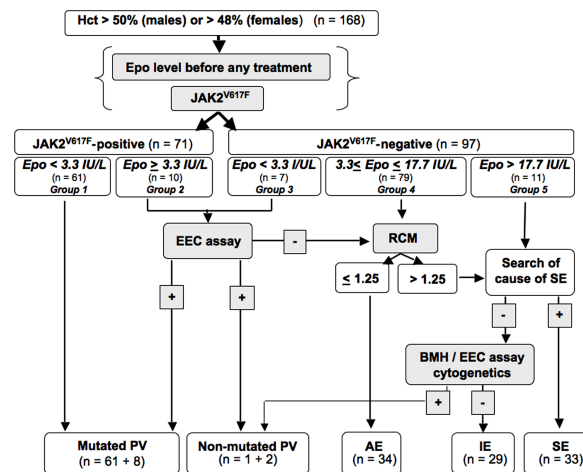 Hct > 50% (males) or > 48% (females) (n = 168)
Epo level before any treatment
JAK2V617F
JAK2V617F-positive (n = 71)
JAK2V617F-negative (n = 97)
Epo < 3.3 IU/L
(n = 61)
Group 1
Epo ≥ 3.3 IU/L
(n = 10)
Group 2
Epo < 3.3 I/UL
(n = 7)
Group 3
3.3≤ Epo ≤ 17.7 IU/L
(n = 79)
Group 4
Epo > 17.7 IU/L
(n = 11)
Group 5
EEC assay
-
RCM
≤ 1.25
> 1.25
Search of
cause of SE
+
+
-
+
BMH / EEC assay
cytogenetics
+
-
Mutated PV
(n = 61 + 8)
Non-mutated PV
(n = 1 + 2)
AE
(n = 34)
IE
(n = 29)
SE
(n = 33)